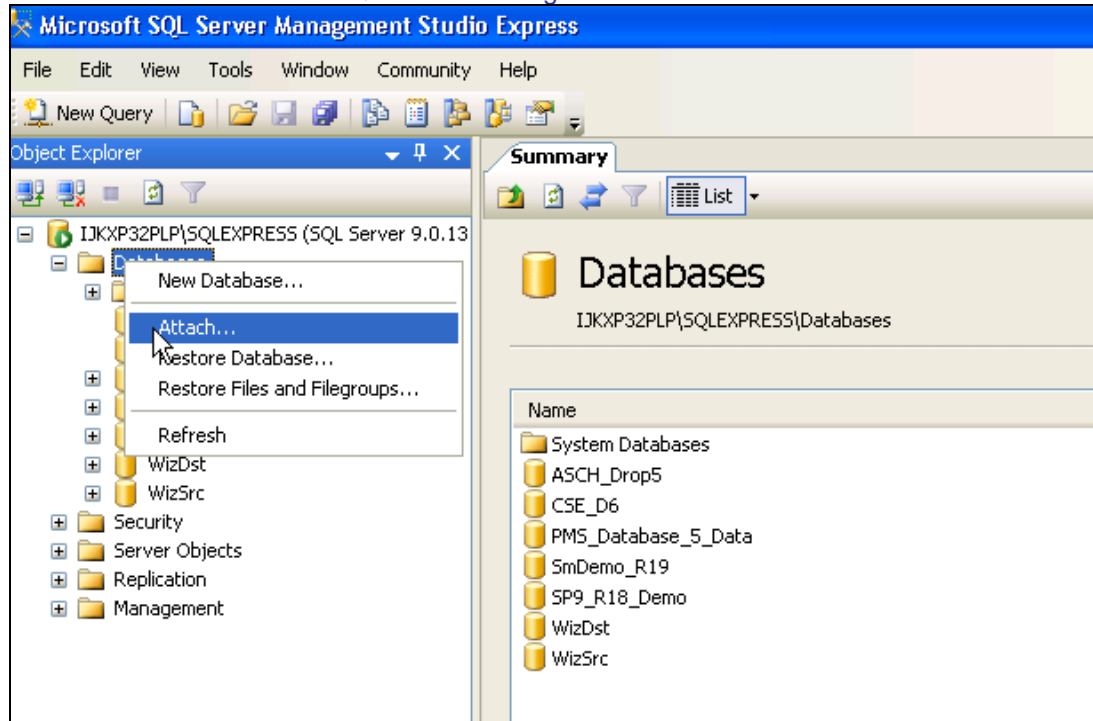 Microsoft SQL Server Management Studio Express
File Edit View Tools Window Community Help
New Query
Object Explorer
Summary
List
IJKXP32PLP\SQLEXPRESS (SQL Server 9.0.13
New Database...
Attach...
Restore Database...
Restore Files and Filegroups...
Refresh
WizDst
WizSrc
Security
Server Objects
Replication
Management
Databases
IJKXP32PLP\SQLEXPRESS\Databases
Name
System Databases
ASCH_Drop5
CSE_D6
PMS_Database_5_Data
SmDemo_R19
SP9_R18_Demo
WizDst
WizSrc